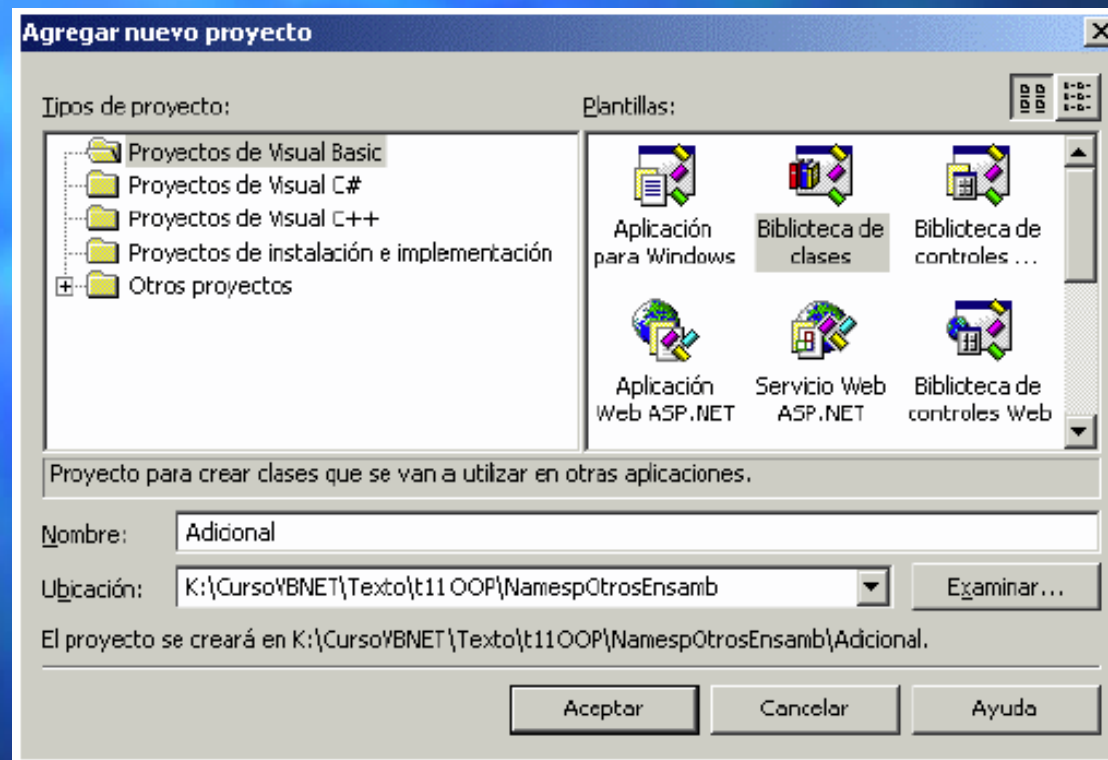 Agregar nuevo proyecto
Tipos de proyecto:
Plantillas:
Proyectos de Visual Basic
Proyectos de Visual C#
Proyectos de Visual C++
Proyectos de instalación e implementación
Otros proyectos
Aplicación
para Windows
Biblioteca de
clases
Biblioteca de
controles ...
Aplicación
Web ASP.NET
Servicio Web
ASP.NET
Biblioteca de
controles Web
Proyecto para crear clases que se van a utilizar en otras aplicaciones.
Nombre:
Adicional
Ubicación:
K:\CursoVBNET\Texto\t11OOP\NamespOtrosEnsamb
Examinar...
El proyecto se creará en K:\CursoVBNET\Texto\t11OOP\NamespOtrosEnsamb\Adicional.
Aceptar
Cancelar
Ayuda